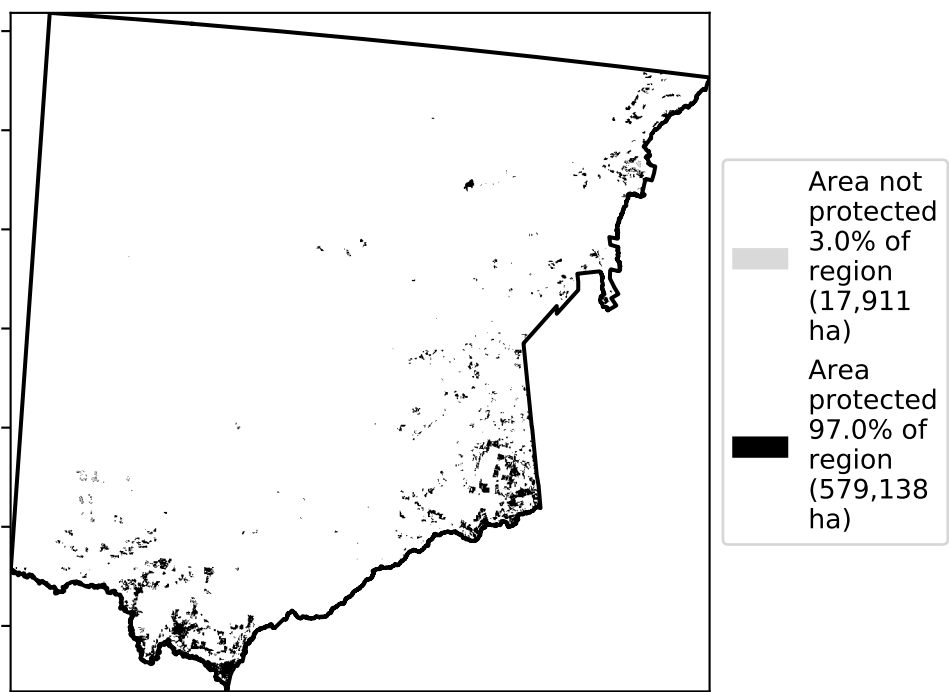 Area not
protected
3.0% of
region
(17,911
ha)
Area
protected
97.0% of
region
(579,138
ha)